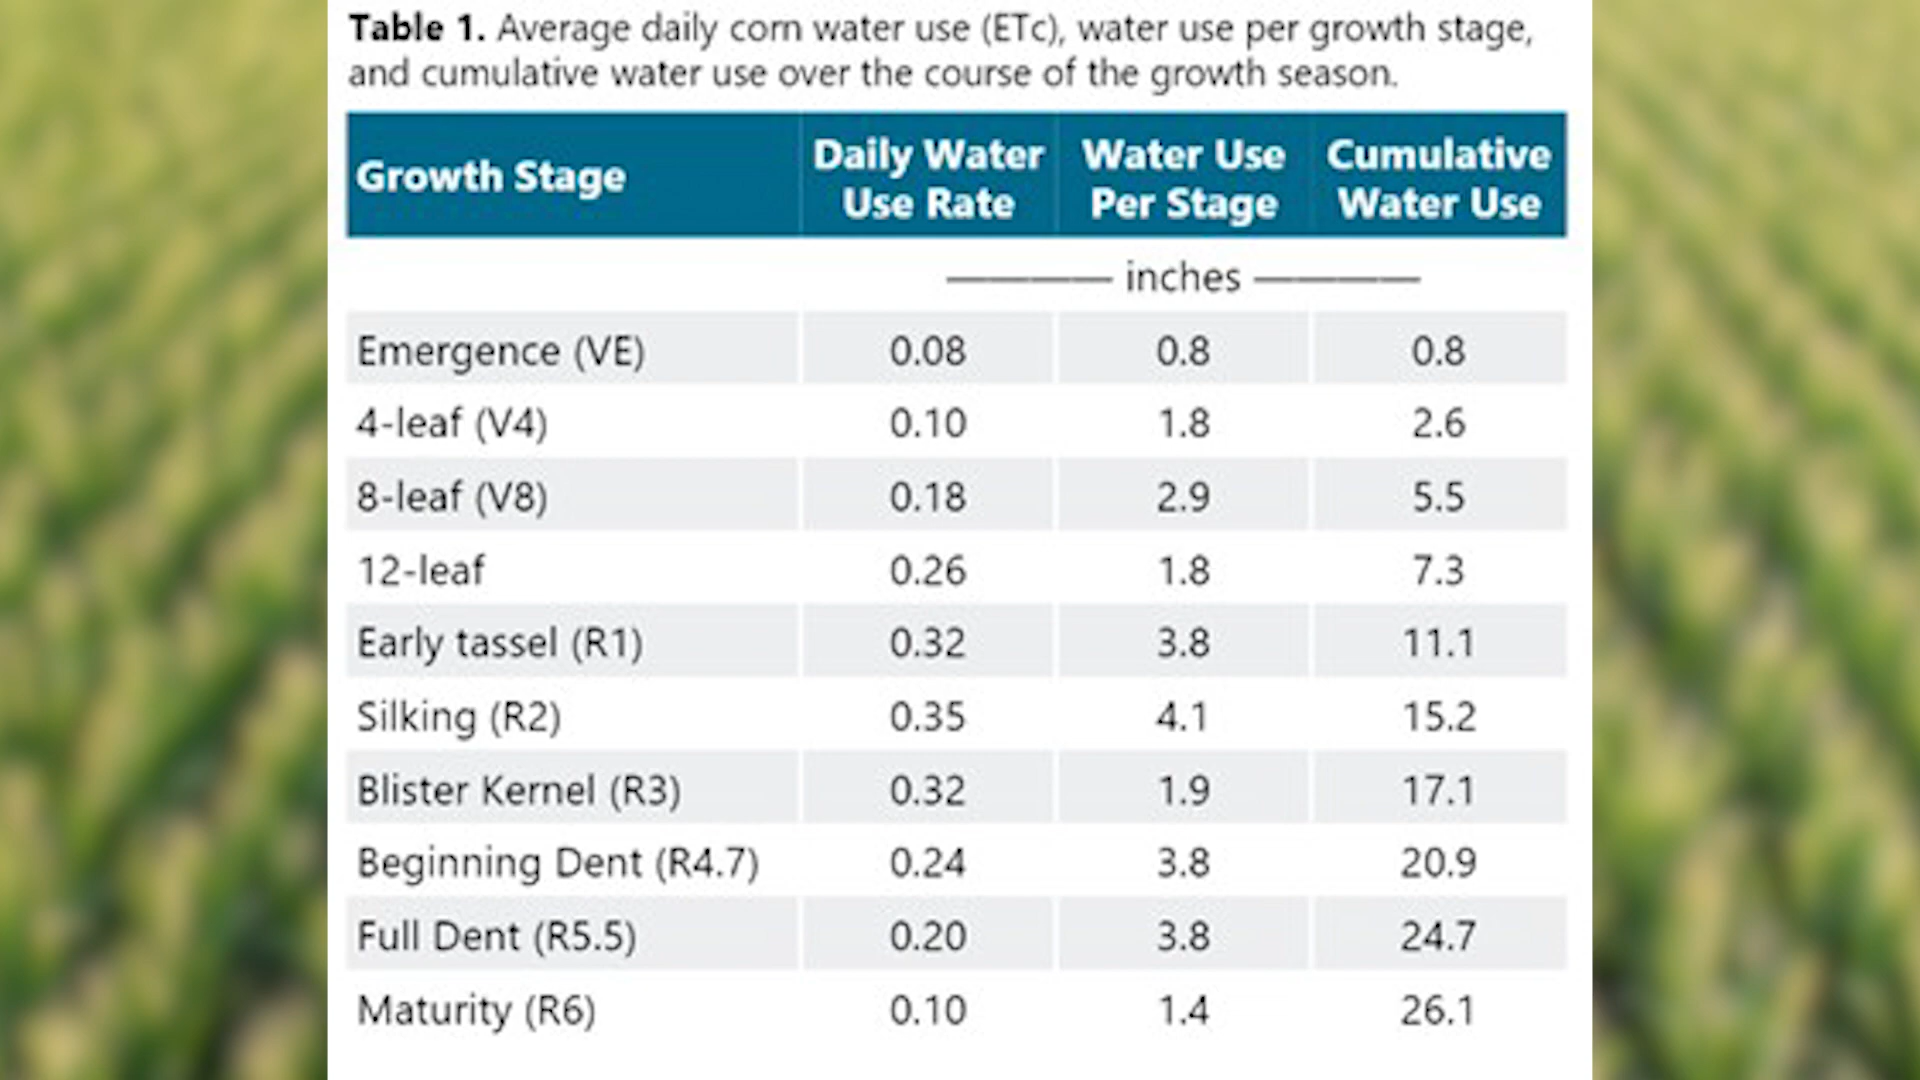 Table 1. Average daily corn water use (ETc), water use per growth stage,
and cumulative water use over the course of the growth season.
Growth Stage Daily Water Use Rate Water Use Per Stage Cumulative Water Use
inches
Emergence (VE) 0.08 0.8 0.8
4-leaf (V4) 0.10 1.8 2.6
8-leaf (V8) 0.18 2.9 5.5
12-leaf 0.26 1.8 7.3
Early tassel (R1) 0.32 3.8 11.1
Silking (R2) 0.35 4.1 15.2
Blister Kernel (R3) 0.32 1.9 17.1
Beginning Dent (R4.7) 0.24 3.8 20.9
Full Dent (R5.5) 0.20 3.8 24.7
Maturity (R6) 0.10 1.4 26.1